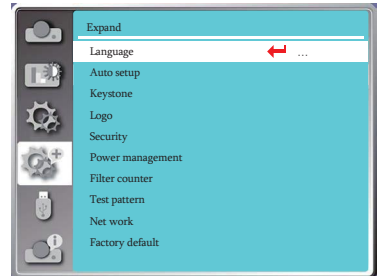 Expand
Language ...
Auto setup
Keystone
Logo
Security
Power management
Filter counter
Test pattern
Net work
Factory default